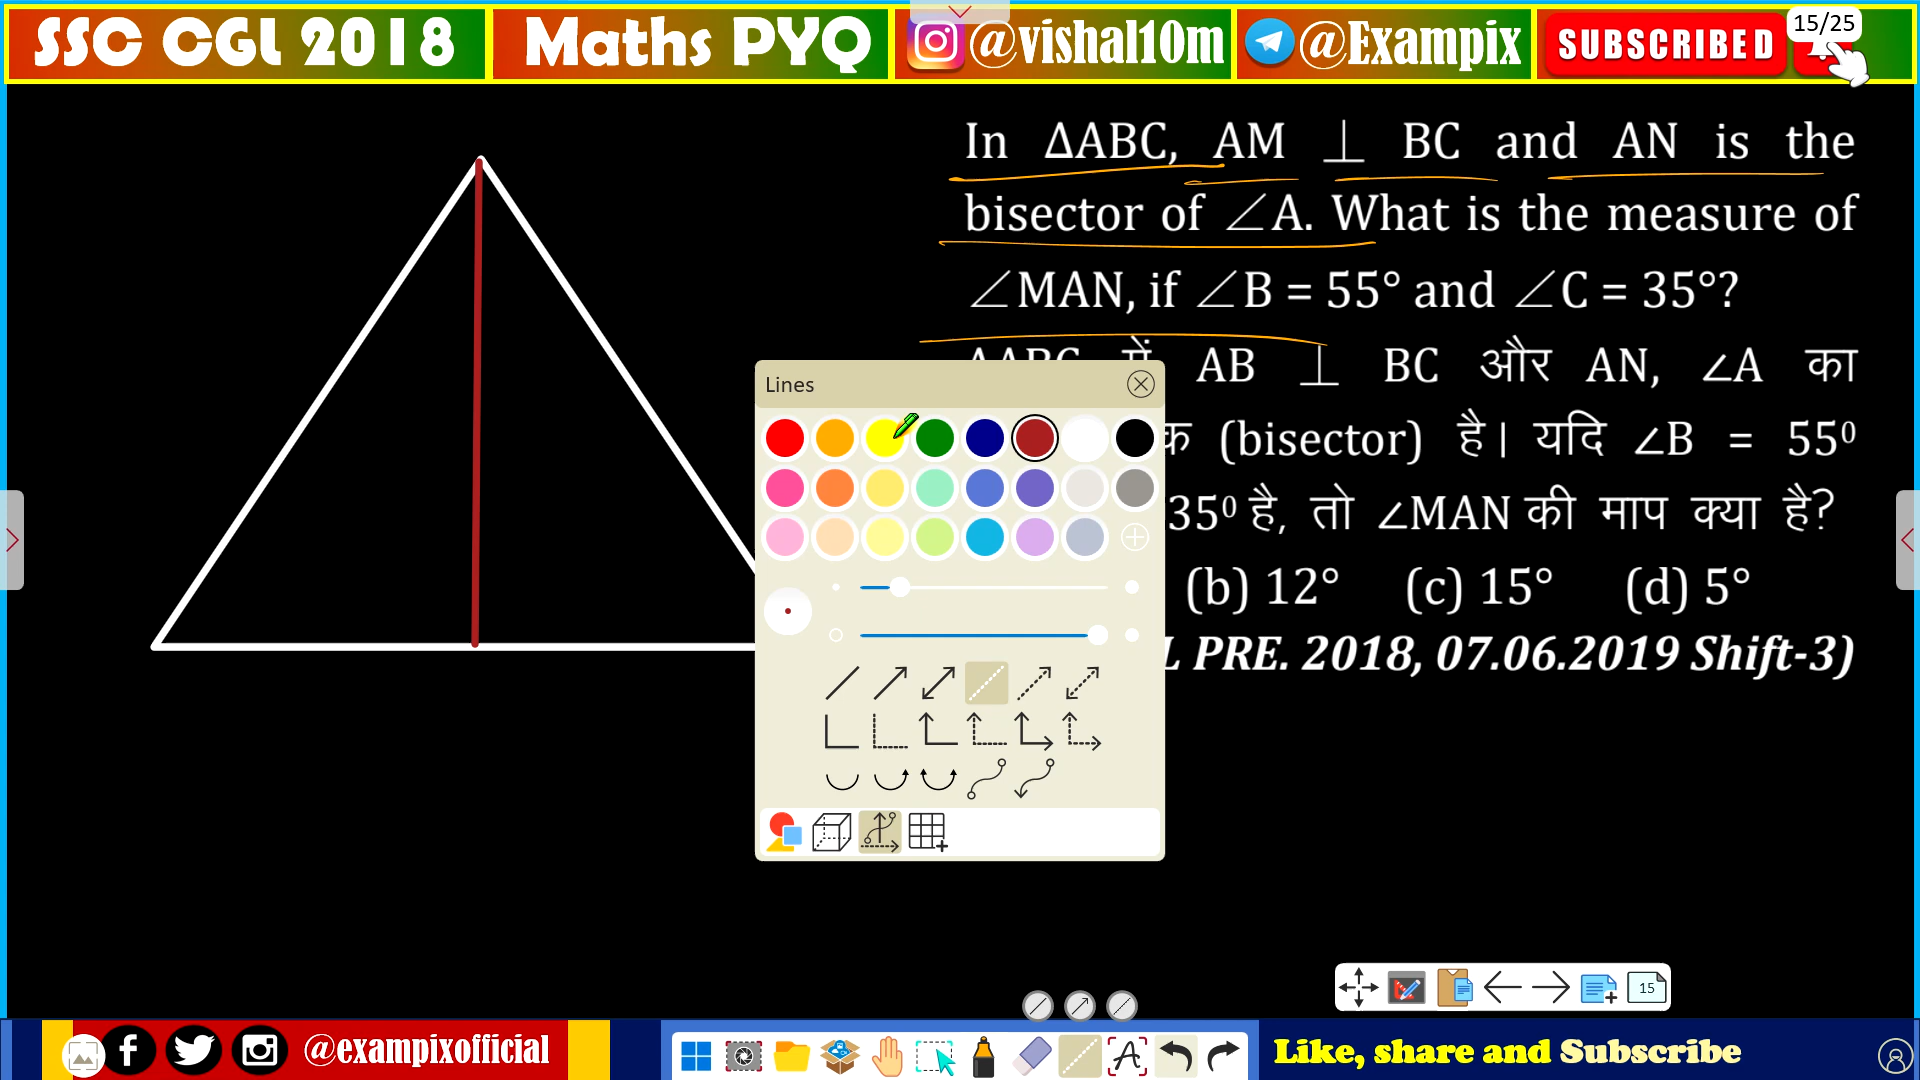 SSC CGL 2018
Maths PYQ
@vishal10m
@Exampix
SUBSCRIBED
15/25
In ΔABC, AM ⊥ BC and AN is the
bisector of ∠A. What is the measure of
∠MAN, if ∠B = 55° and ∠C = 35°?
में AB ⊥ BC और AN, ∠A का
(bisector) है। यदि ∠B = 55⁰
35⁰ है, तो ∠MAN की माप क्या है?
(b) 12° (c) 15° (d) 5°
PRE. 2018, 07.06.2019 Shift-3)
Lines
15
@exampixofficial
Like, share and Subscribe